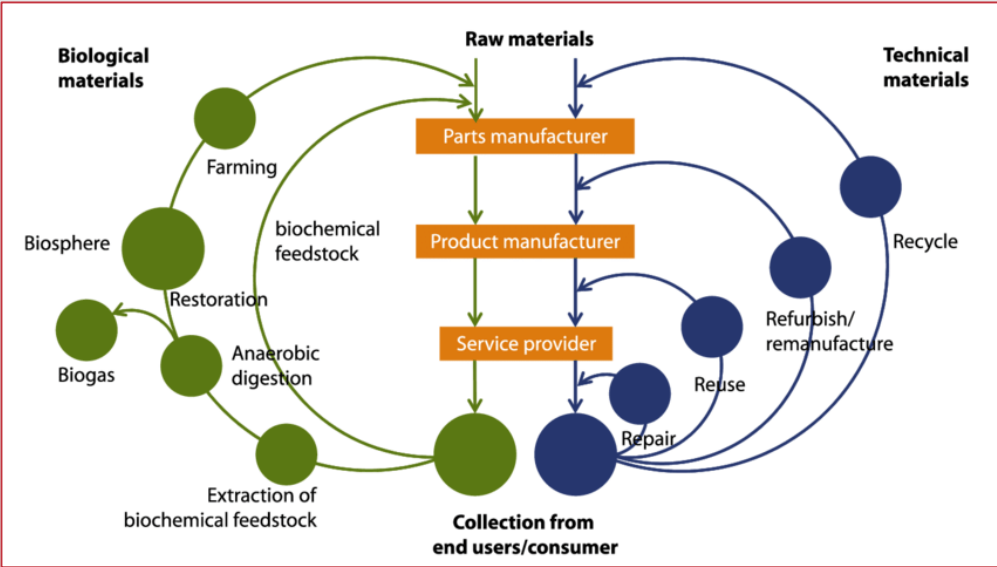 Raw materials
Biological
materials
Technical
materials
Parts manufacturer
Farming
biochemical
feedstock
Biosphere
Product manufacturer
Recycle
Restoration
Refurbish/
remanufacture
Service provider
Biogas
Anaerobic
digestion
Reuse
Repair
Extraction of
biochemical feedstock
Collection from
end users/consumer